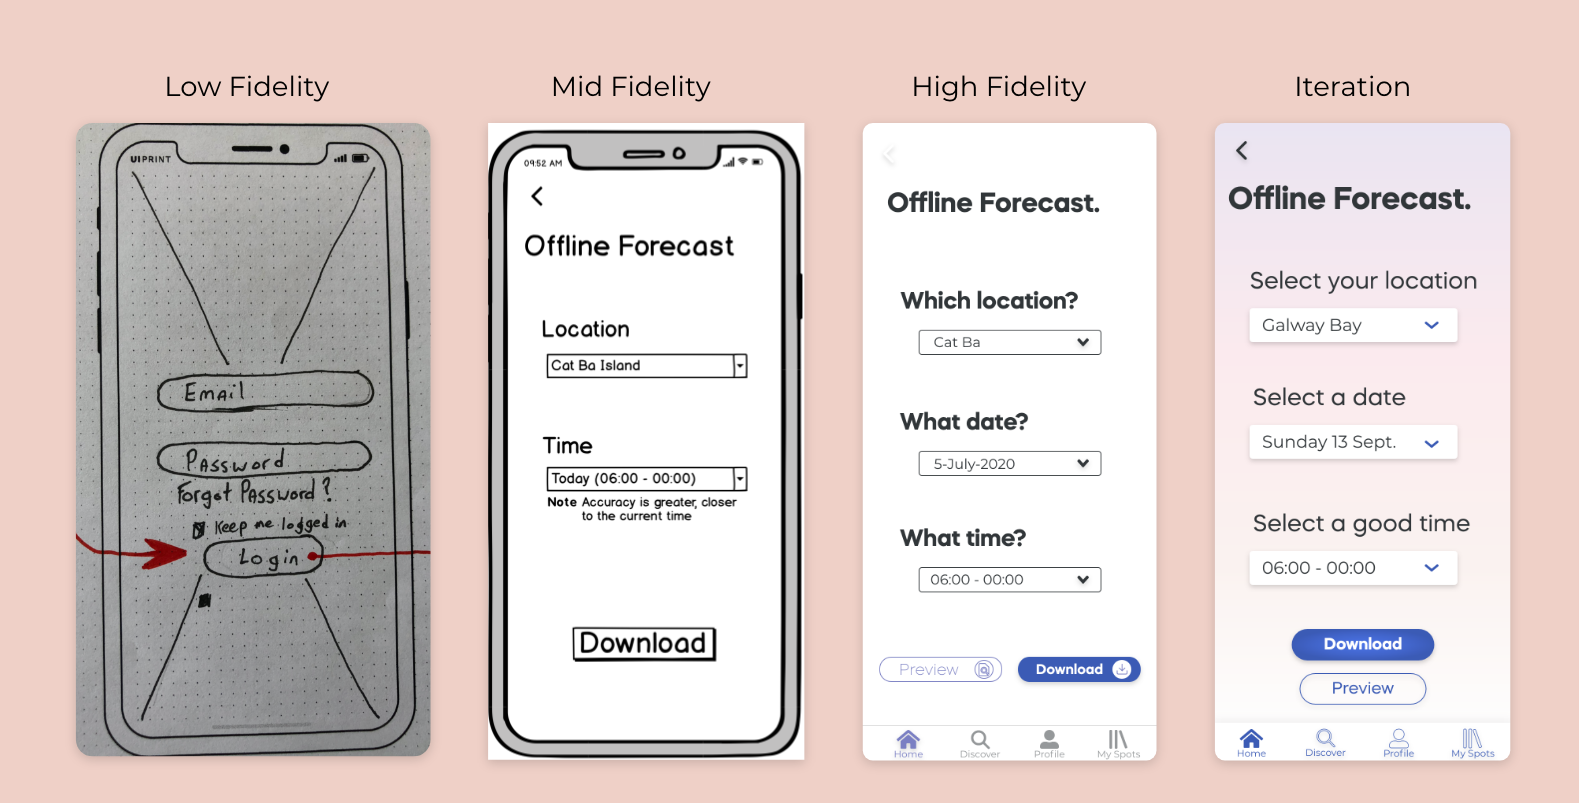 Low Fidelity
UIPRINT
Email
Password
Forgot Password?
Keep me logged in
Login
Mid Fidelity
09:52 AM
Offline Forecast
Location
Cat Ba Island
Time
Today (06:00 - 00:00)
Note Accuracy is greater, closer
to the current time
Download
High Fidelity
Offline Forecast.
Which location?
Cat Ba
What date?
5-July-2020
What time?
06:00 - 00:00
Preview
Download
Home
Discover
Profile
My Spots
Iteration
Offline Forecast.
Select your location
Galway Bay
Select a date
Sunday 13 Sept.
Select a good time
06:00 - 00:00
Download
Preview
Home
Discover
Profile
My Spots